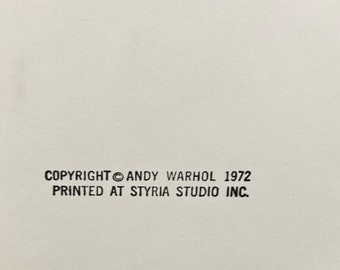 COPYRIGHT © ANDY WARHOL 1972
PRINTED AT STYRIA STUDIO INC.